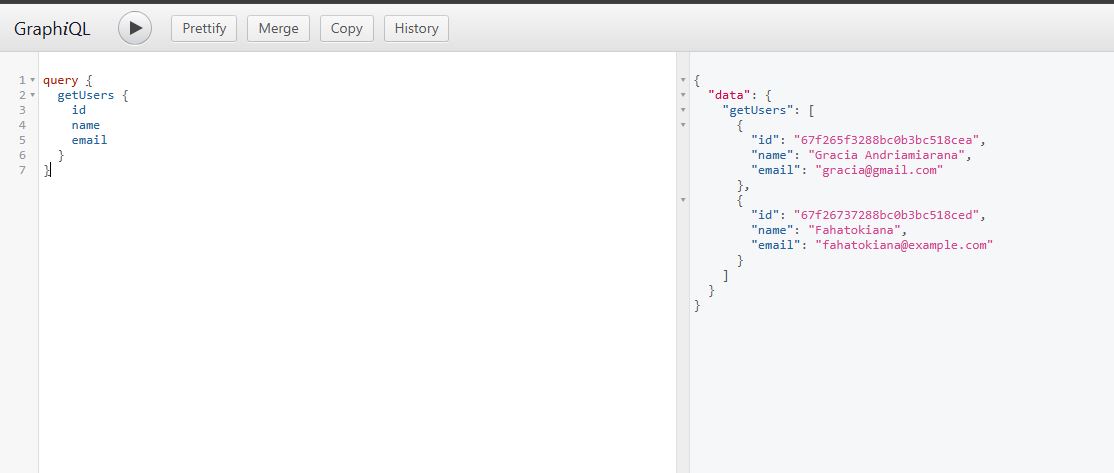 GraphiQL Prettify Merge Copy History
1 query {
2 getUsers {
3 id
4 name
5 email
6 }
7 }
{
"data": {
"getUsers": [
{
"id": "67f265f3288bc0b3bc518cea",
"name": "Gracia Andriamiarana",
"email": "gracia@gmail.com"
},
{
"id": "67f26737288bc0b3bc518ced",
"name": "Fahatokiana",
"email": "fahatokiana@example.com"
}
]
}
}